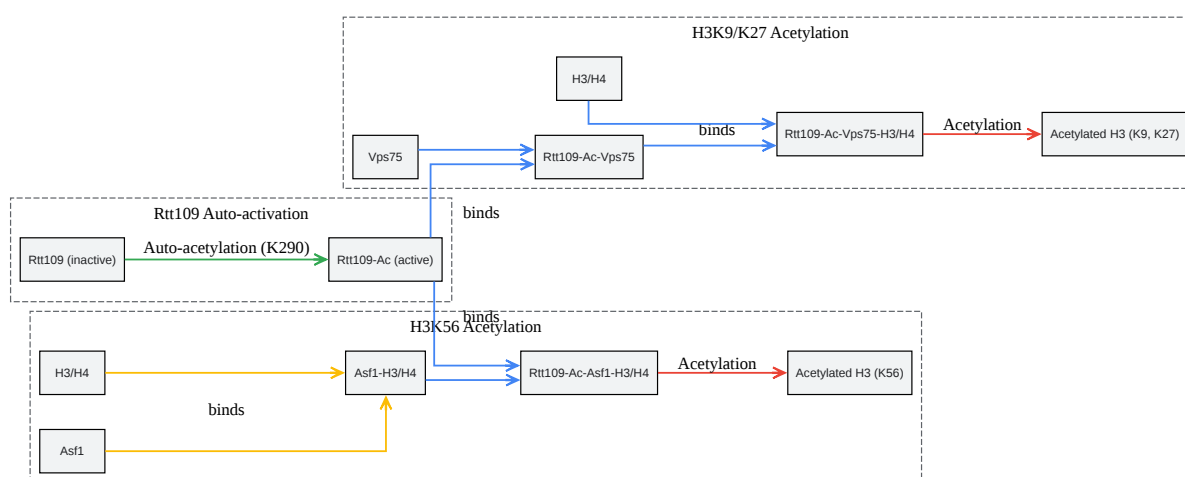 H3K9/K27 Acetylation
H3/H4
binds
Acetylation
Rtt109-Ac-Vps75-H3/H4
Acetylated H3 (K9, K27)
Vps75
Rtt109-Ac-Vps75
binds
Rtt109 Auto-activation
Rtt109 (inactive)
Auto-acetylation (K290)
Rtt109-Ac (active)
binds
H3K56 Acetylation
H3/H4
Asf1-H3/H4
Rtt109-Ac-Asf1-H3/H4
Acetylation
Acetylated H3 (K56)
binds
Asf1